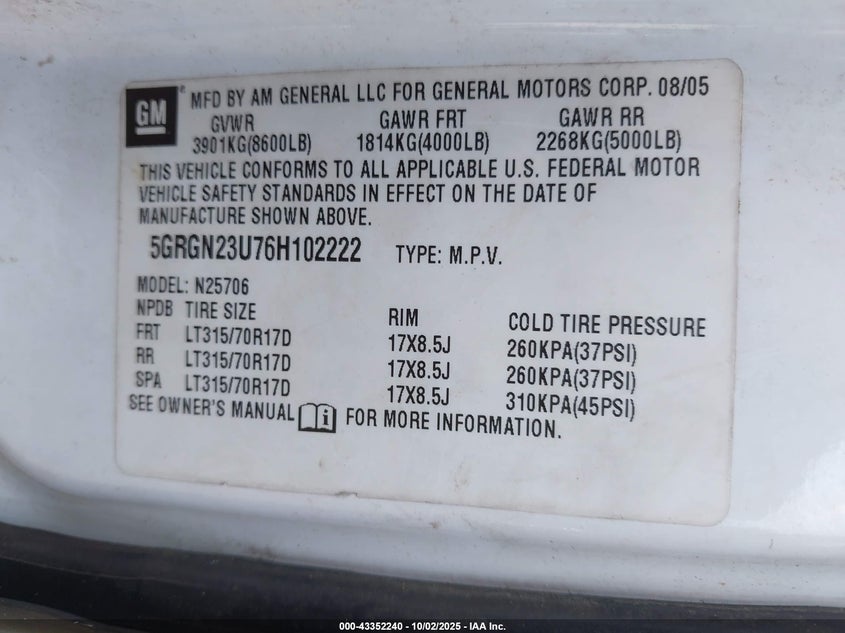 GM ® MFD BY AM GENERAL LLC FOR GENERAL MOTORS CORP. 08/05
GVWR GAWR FRT GAWR RR
3901KG(8600LB) 1814KG(4000LB) 2268KG(5000LB)
THIS VEHICLE CONFORMS TO ALL APPLICABLE U.S. FEDERAL MOTOR
VEHICLE SAFETY STANDARDS IN EFFECT ON THE DATE OF
MANUFACTURE SHOWN ABOVE.
5GRGN23U76H102222 TYPE: M.P.V.
MODEL: N25706
NPDB TIRE SIZE RIM COLD TIRE PRESSURE
FRT LT315/70R17D 17X8.5J 260KPA(37PSI)
RR LT315/70R17D 17X8.5J 260KPA(37PSI)
SPA LT315/70R17D 17X8.5J 310KPA(45PSI)
SEE OWNER'S MANUAL i FOR MORE INFORMATION.
000-43352240 - 10/02/2025 - IAA Inc.